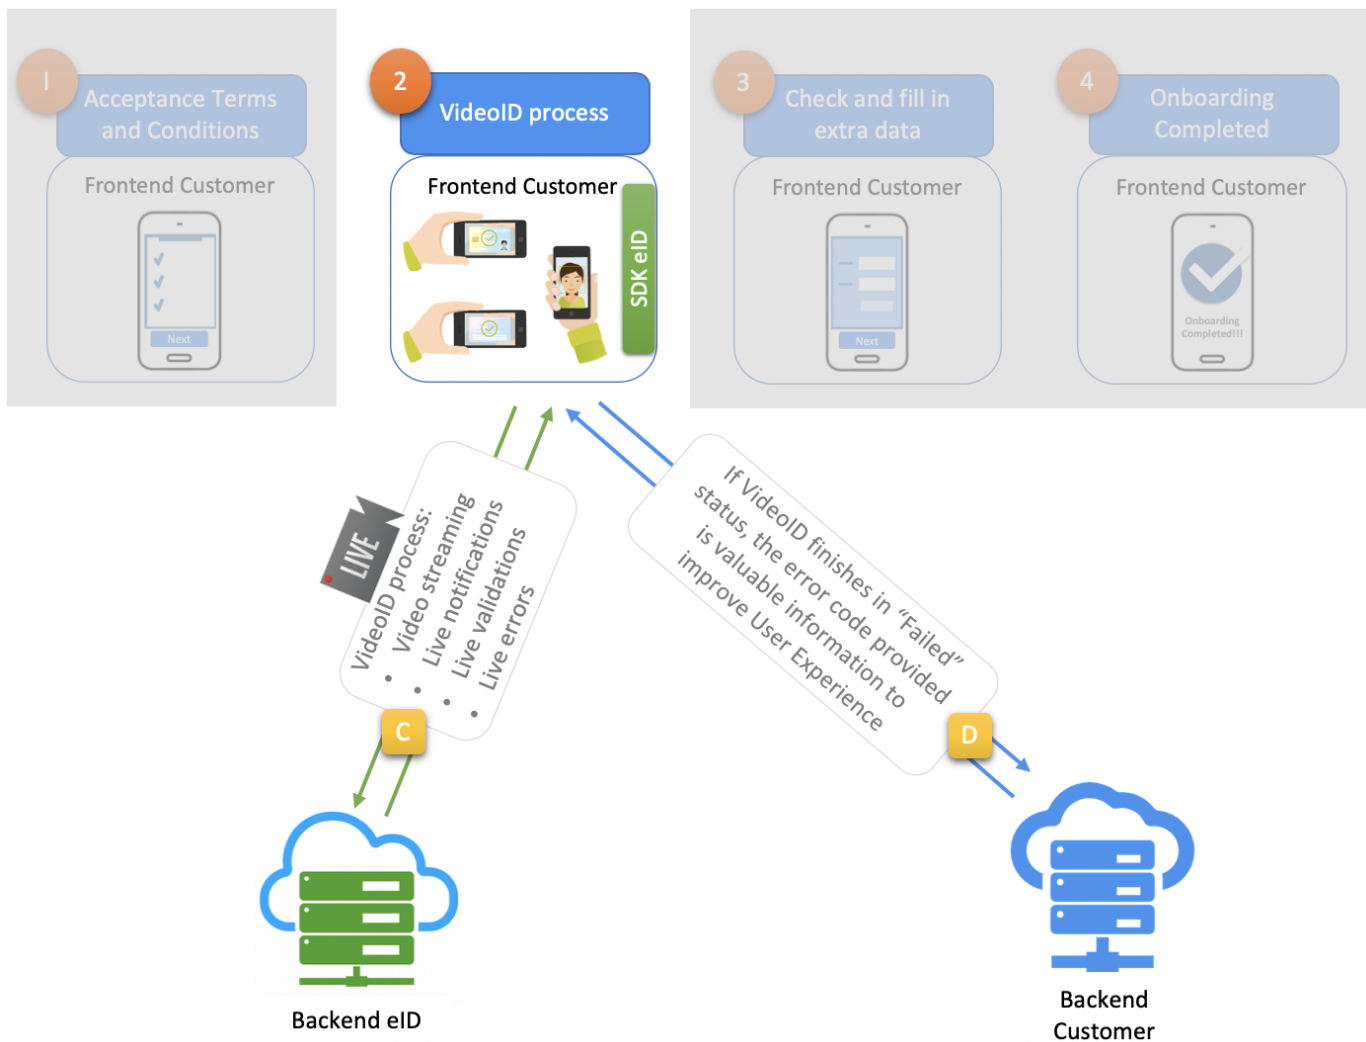 1
Acceptance Terms
and Conditions
Frontend Customer
Next
2
VideoID process
Frontend Customer
SDK eID
3
Check and fill in
extra data
Frontend Customer
Next
4
Onboarding
Completed
Frontend Customer
Onboarding
Completed!!!
LIVE
VideoID process:
• Video streaming
• Live notifications
• Live validations
• Live errors
C
If VideoID finishes in “Failed”
status, the error code provided
is valuable information to
improve User Experience
D
Backend eID
Backend
Customer